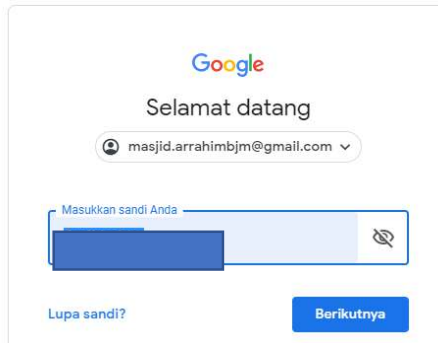 Google
Selamat datang
masjid.arrahimbjm@gmail.com
Masukkan sandi Anda
Lupa sandi?
Berikutnya